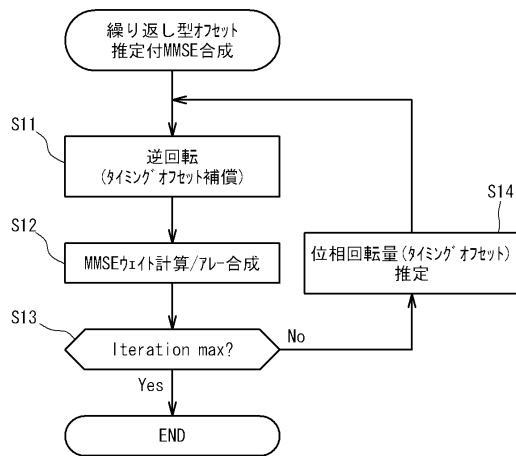 繰り返し型ｵﾌｾｯﾄ
推定付MMSE合成
S11
逆回転
(ﾀｲﾐﾝｸﾞｵﾌｾｯﾄ補償)
S12
MMSEｳｪｲﾄ計算/ｱﾚｰ合成
S13
Iteration max?
No
Yes
S14
位相回転量(ﾀｲﾐﾝｸﾞｵﾌｾｯﾄ)
推定
END